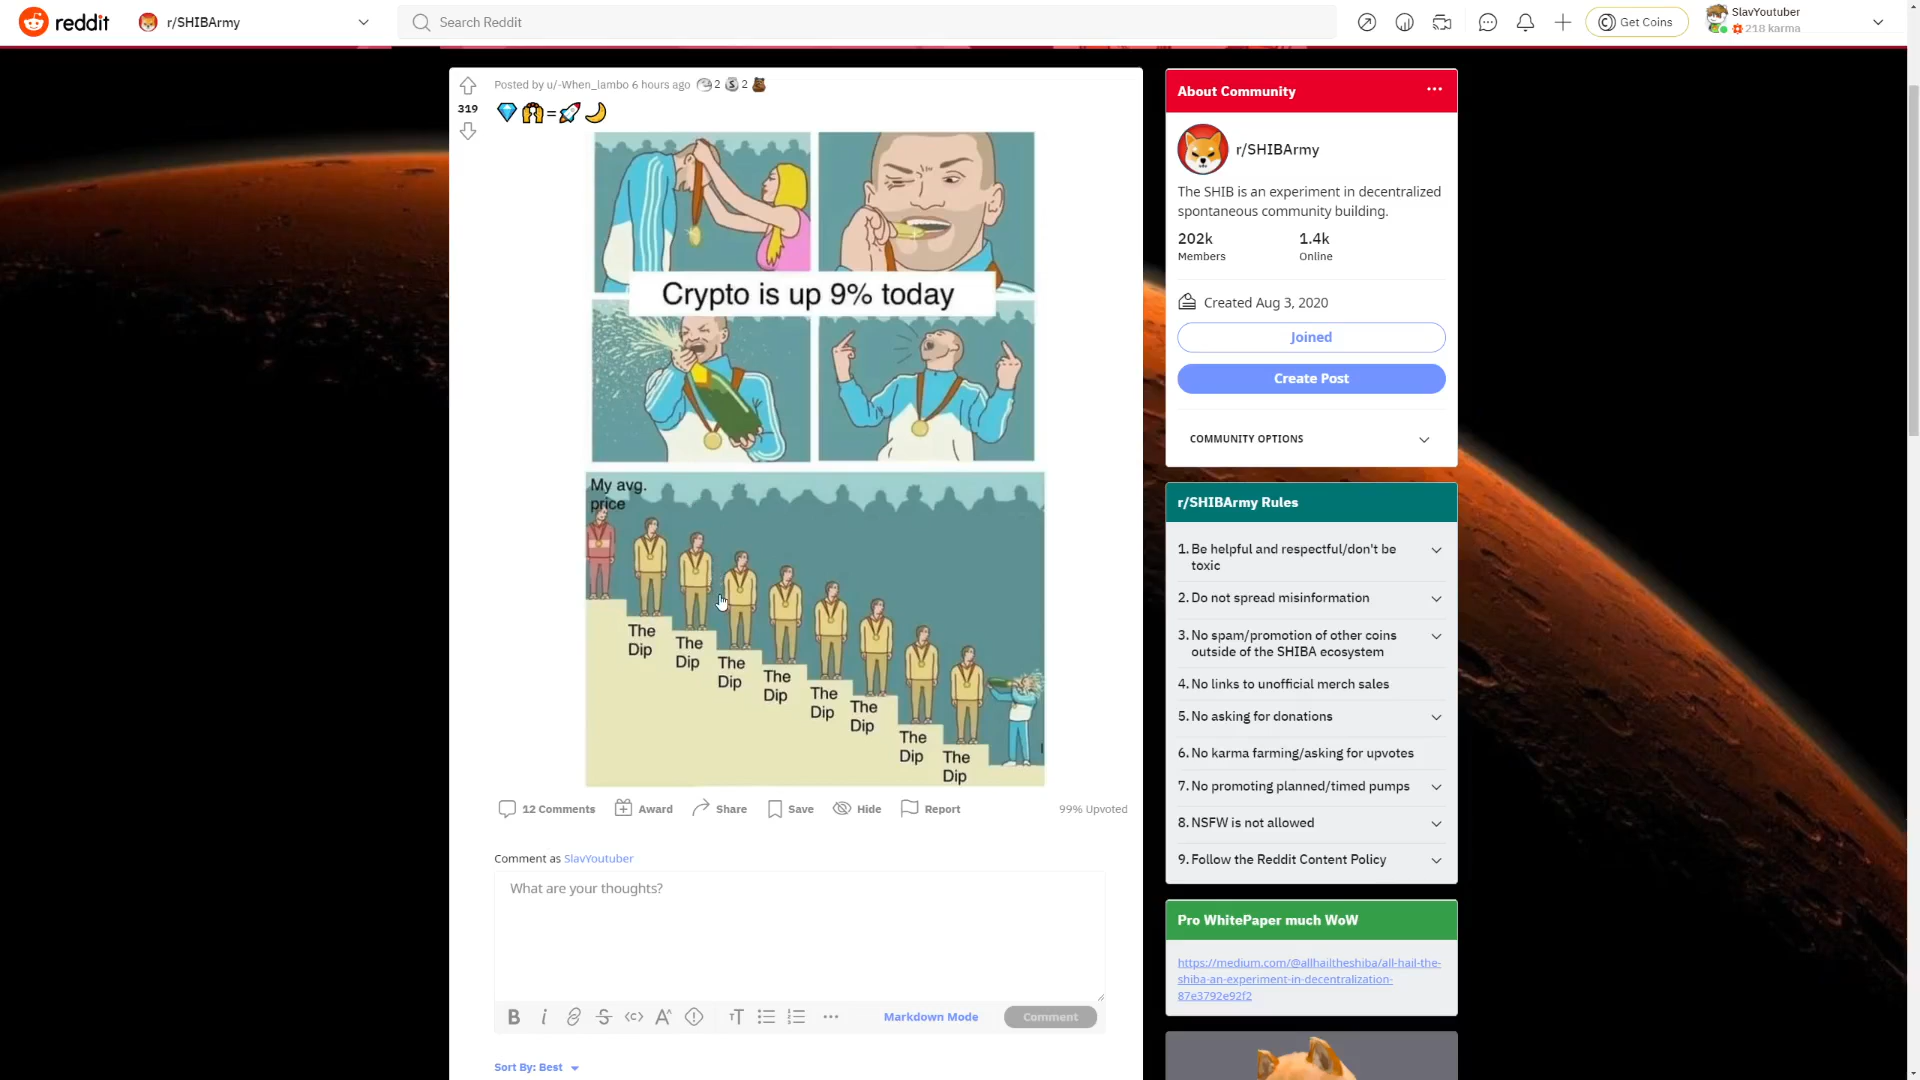 reddit
r/SHIBArmy
Search Reddit
Get Coins
SlavYoutuber
218 karma
319
Posted by u/-When_lambo 6 hours ago
2
2
💎🙌=🚀🌙
Crypto is up 9% today
My avg.
price
The
Dip
The
Dip
The
Dip
The
Dip
The
Dip
The
Dip
The
Dip
The
Dip
12 Comments
Award
Share
Save
Hide
Report
99% Upvoted
Comment as SlavYoutuber
What are your thoughts?
Markdown Mode
Comment
Sort By: Best
About Community
r/SHIBArmy
The SHIB is an experiment in decentralized
spontaneous community building.
202k
Members
1.4k
Online
Created Aug 3, 2020
Joined
Create Post
COMMUNITY OPTIONS
r/SHIBArmy Rules
1. Be helpful and respectful/don't be
toxic
2. Do not spread misinformation
3. No spam/promotion of other coins
outside of the SHIBA ecosystem
4. No links to unofficial merch sales
5. No asking for donations
6. No karma farming/asking for upvotes
7. No promoting planned/timed pumps
8. NSFW is not allowed
9. Follow the Reddit Content Policy
Pro WhitePaper much WoW
https://medium.com/@allhailtheshiba/all-hail-the-
shiba-an-experiment-in-decentralization-
87e3792e92f2